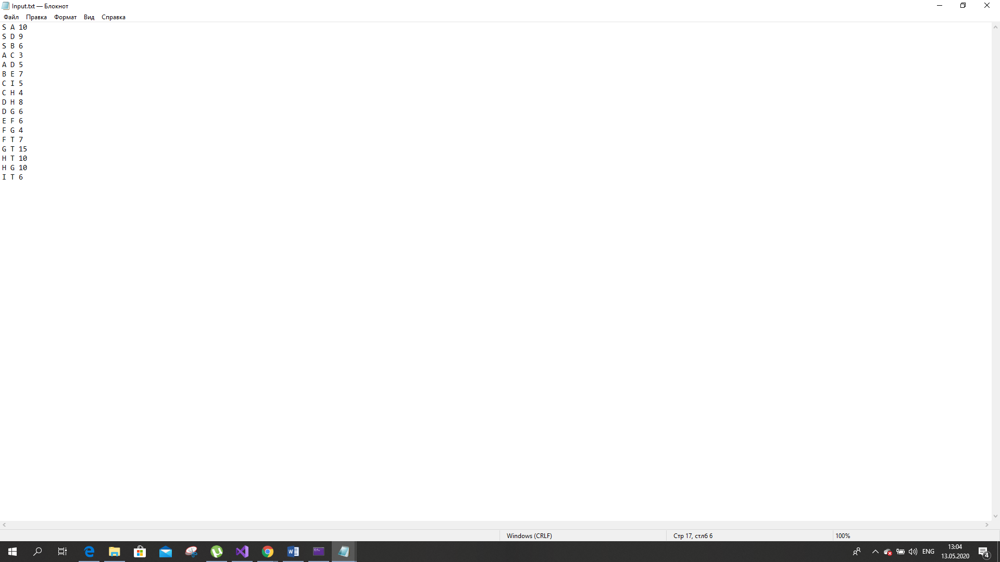 Input.txt — Блокнот
Файл Правка Формат Вид Справка
S A 10
S D 9
S B 6
A C 3
A D 5
B E 7
C I 5
C H 4
D H 8
D G 6
E F 6
F G 4
F T 7
G T 15
H T 10
H G 10
I T 6
Windows (CRLF) Стр 17, стлб 6 100%
ENG 13:04
13.05.2020
4